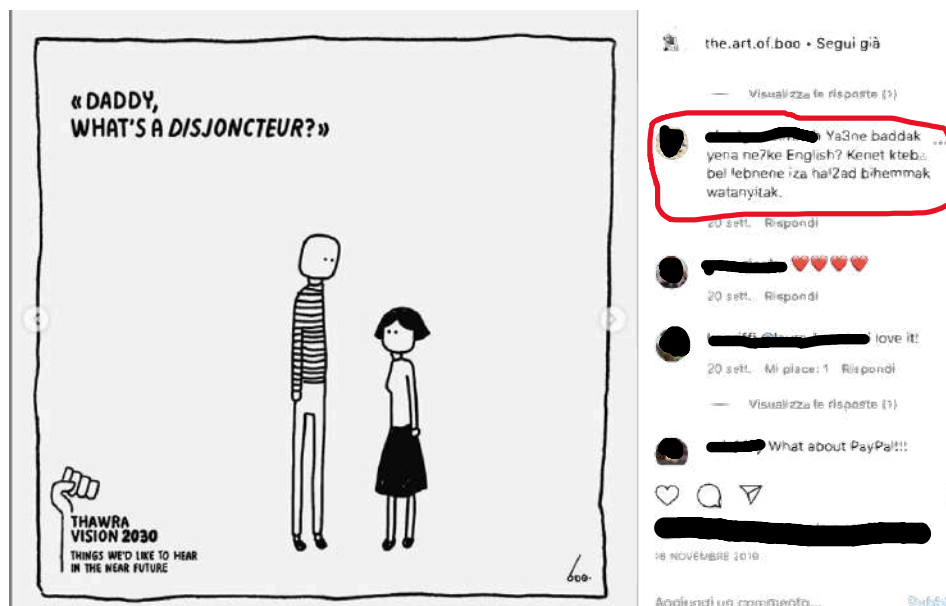 « DADDY,
WHAT'S A DISJONCTEUR? »
THAWRA
VISION 2030
THINGS WE'D LIKE TO HEAR
IN THE NEAR FUTURE
boo.
the.art.of.boo • Segui già
Visualizza le risposte (1)
Ya3ne baddak
yena ne7ke English? Kenet kteba
bel lebnene iza hal2ad bihemmak
watanyitak.
20 sett. Rispondi
❤️❤️❤️❤️
20 sett. Rispondi
love it!
20 sett. Mi piace: 1 Rispondi
Visualizza le risposte (1)
What about PayPal!!!
18 NOVEMBRE 2019
Aggiungi un commento...